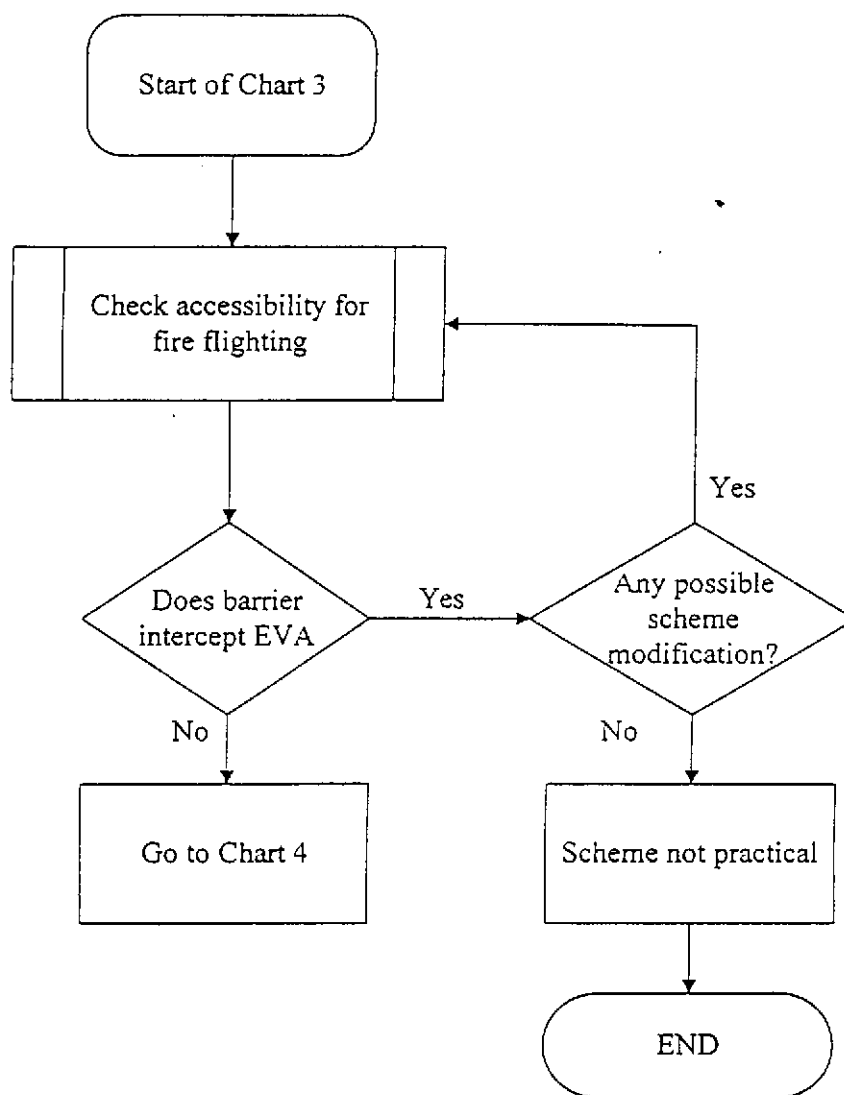 Start of Chart 3
Check accessibility for
fire flighting
Yes
Does barrier
intercept EVA
Yes
Any possible
scheme
modification?
No
No
Go to Chart 4
Scheme not practical
END